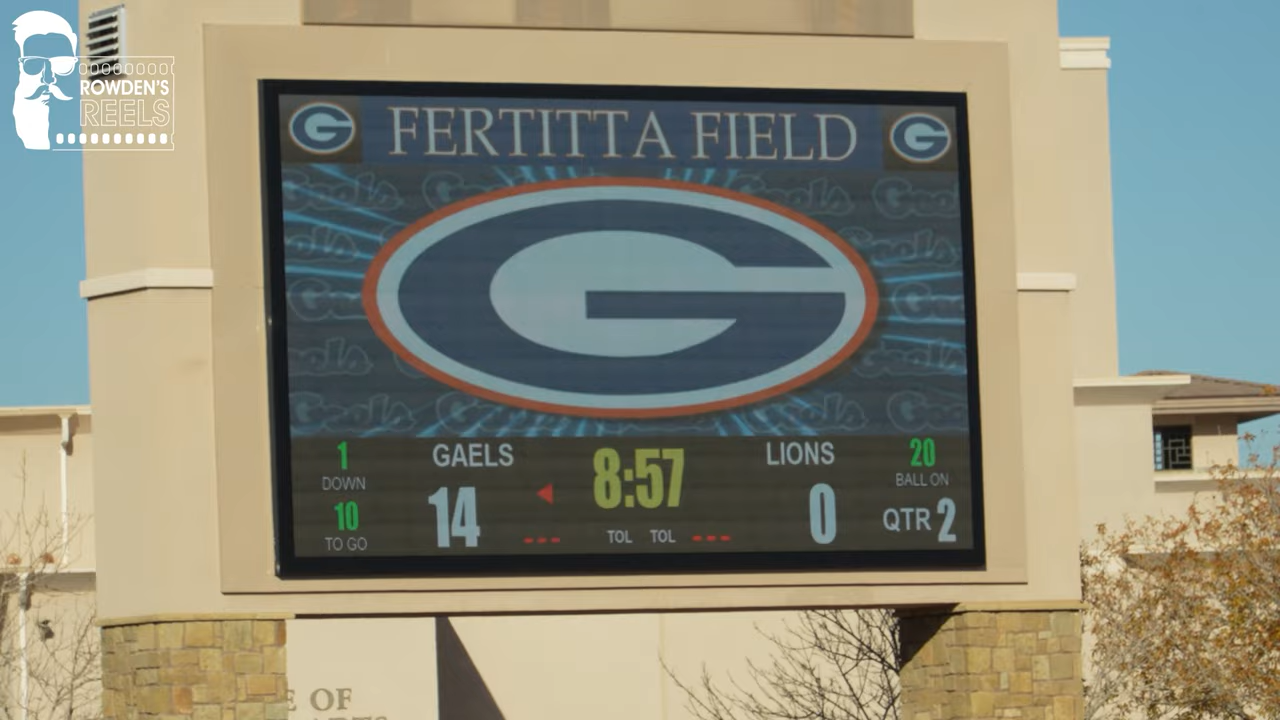 ROWDEN'S
REELS
FERTITTA FIELD
G
G
G
Gaels
1
DOWN
10
TO GO
GAELS
14
8:57
TOL TOL
LIONS
0
20
BALL ON
QTR 2
E OF